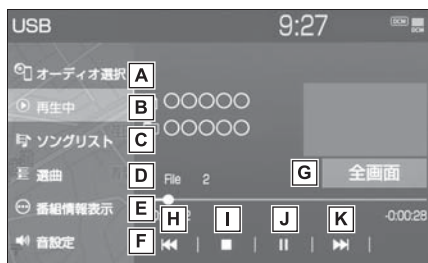 USB 9:27 DCM
オーディオ選択 A
再生中 B ○○○○○
ソングリスト C ○○○○○
選曲 D File 2 G 全画面
番組情報表示 E 2 -0:00:28
音設定 F H I J K